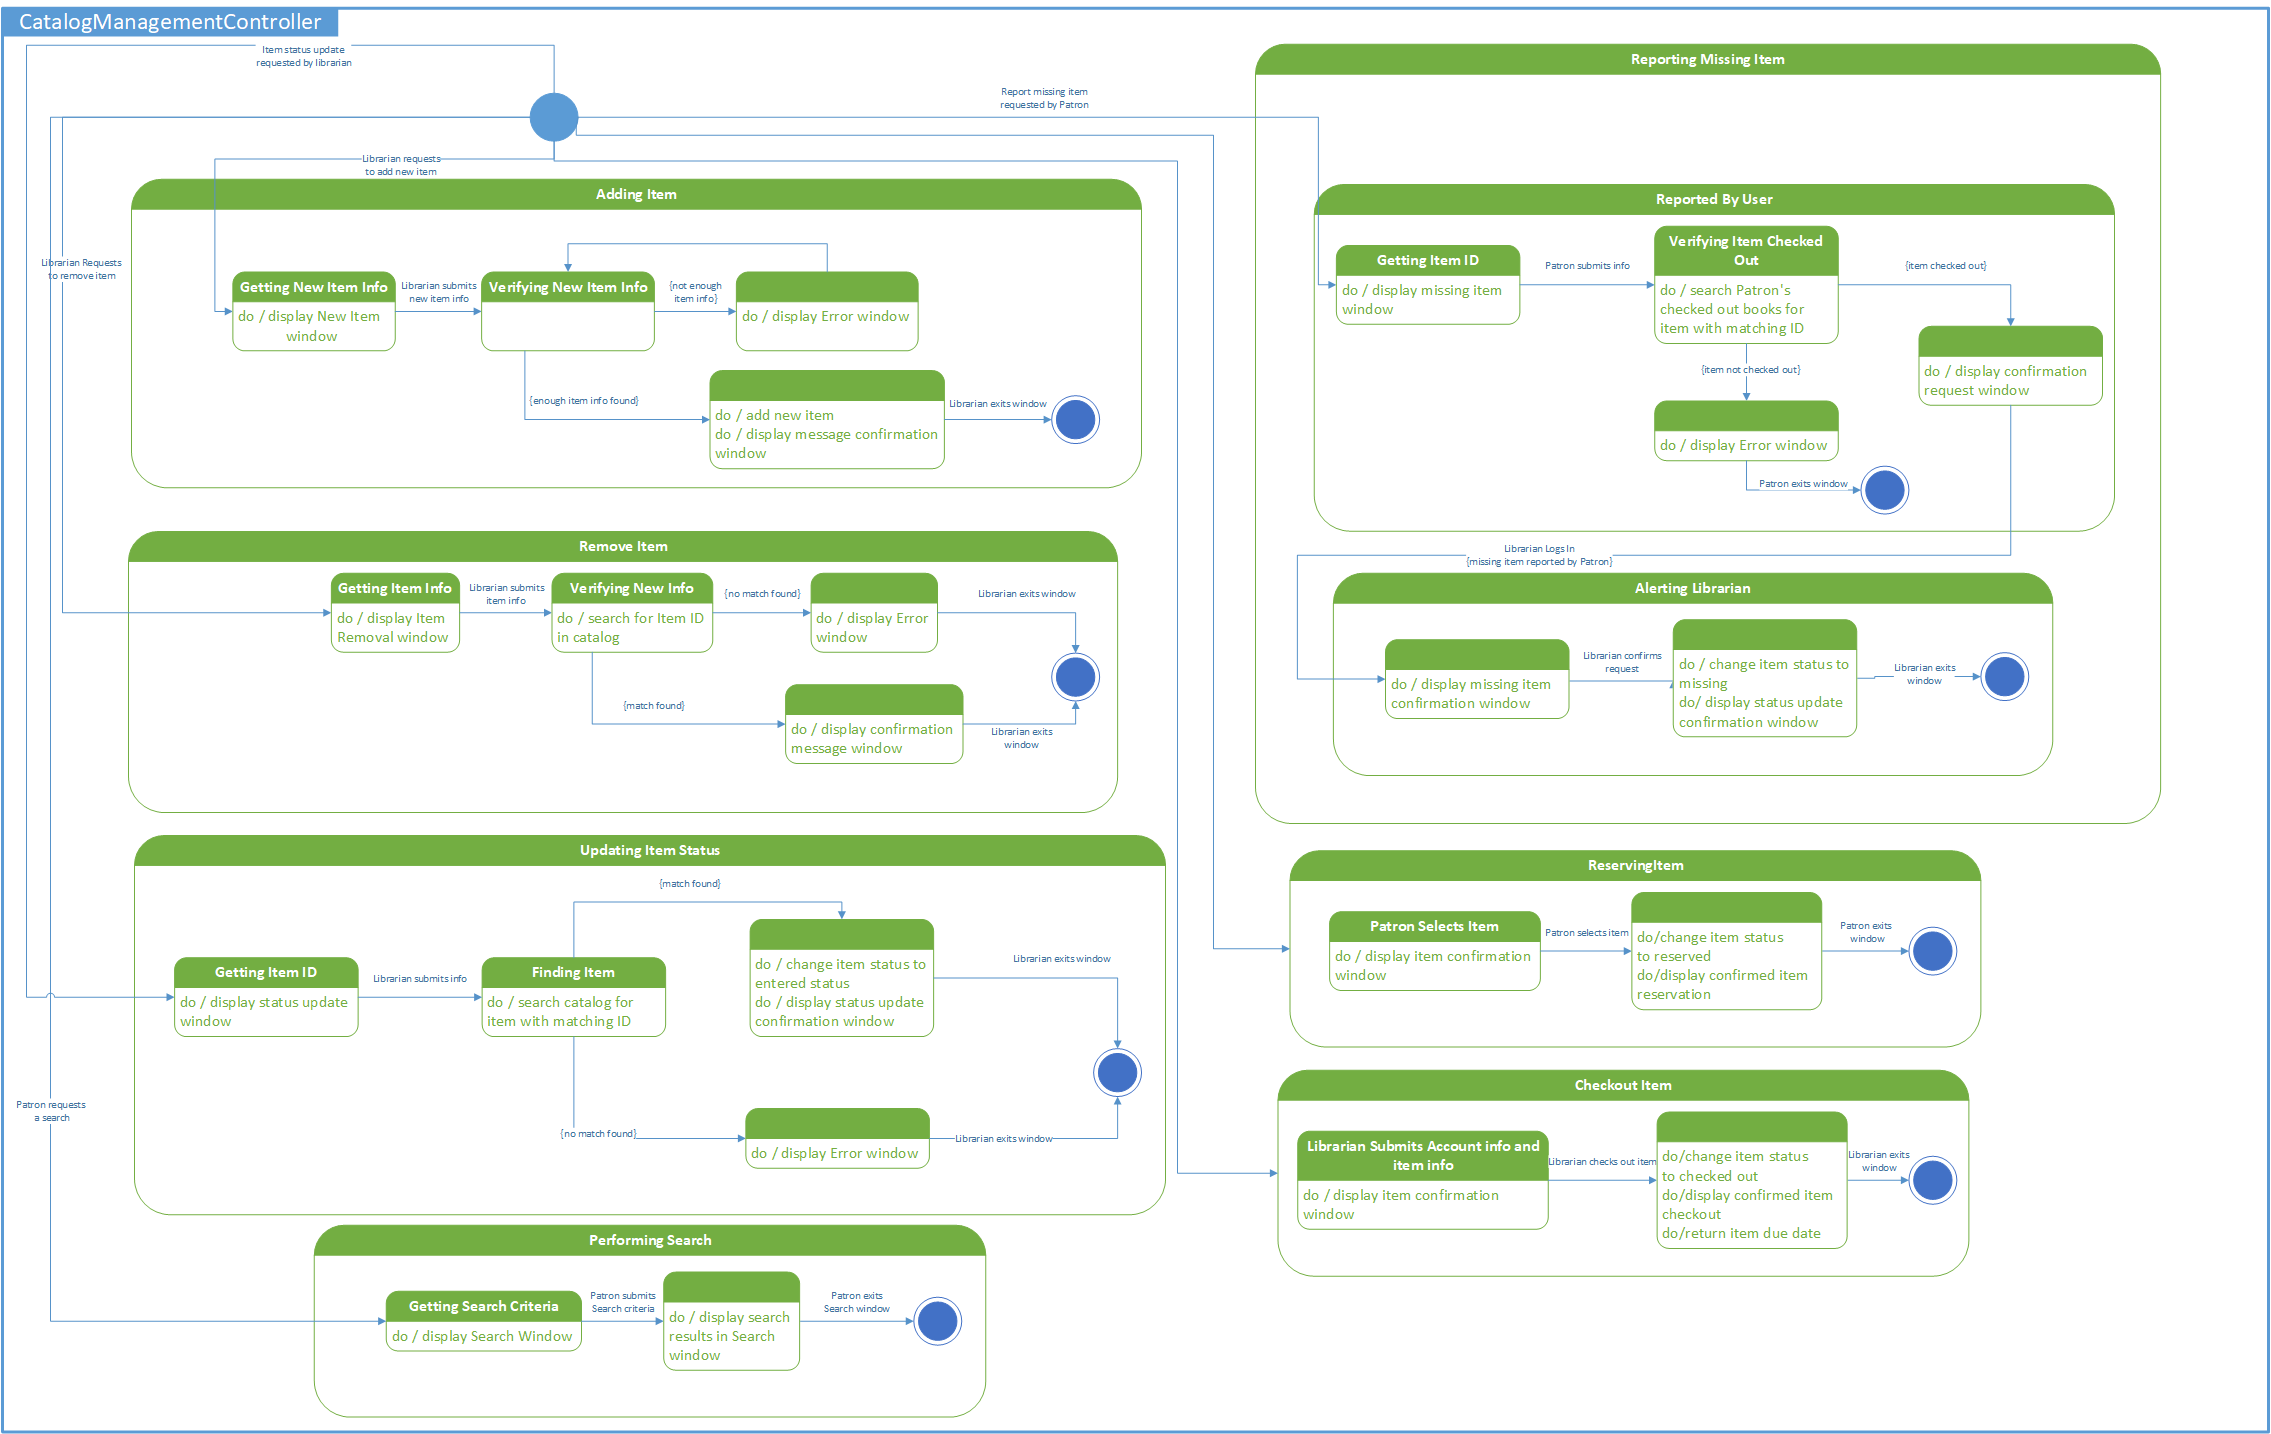 CatalogManagementController
Item status update
requested by librarian
Report missing item
requested by Patron
Librarian requests
to add new item
Librarian Requests
to remove item
Patron requests
a search
Adding Item
Getting New Item Info
do / display New Item
window
Librarian submits
new item info
Verifying New Item Info
{not enough
item info}
do / display Error window
{enough item info found}
do / add new item
do / display message confirmation
window
Librarian exits window
Remove Item
Getting Item Info
do / display Item
Removal window
Librarian submits
item info
Verifying New Info
do / search for Item ID
in catalog
{no match found}
do / display Error
window
Librarian exits window
{match found}
do / display confirmation
message window
Librarian exits
window
Updating Item Status
{match found}
Getting Item ID
do / display status update
window
Librarian submits info
Finding Item
do / search catalog for
item with matching ID
do / change item status to
entered status
do / display status update
confirmation window
Librarian exits window
{no match found}
do / display Error window
Librarian exits window
Performing Search
Getting Search Criteria
do / display Search Window
Patron submits
Search criteria
do / display search
results in Search
window
Patron exits
Search window
Reporting Missing Item
Reported By User
Getting Item ID
do / display missing item
window
Patron submits info
Verifying Item Checked
Out
do / search Patron's
checked out books for
item with matching ID
{item checked out}
do / display confirmation
request window
{item not checked out}
do / display Error window
Patron exits window
Librarian Logs In
{missing item reported by Patron}
Alerting Librarian
do / display missing item
confirmation window
Librarian confirms
request
do / change item status to
missing
do/ display status update
confirmation window
Librarian exits
window
ReservingItem
Patron Selects Item
do / display item confirmation
window
Patron selects item
do/change item status
to reserved
do/display confirmed item
reservation
Patron exits
window
Checkout Item
Librarian Submits Account info and
item info
do / display item confirmation
window
Librarian checks out item
do/change item status
to checked out
do/display confirmed item
checkout
do/return item due date
Librarian exits
window